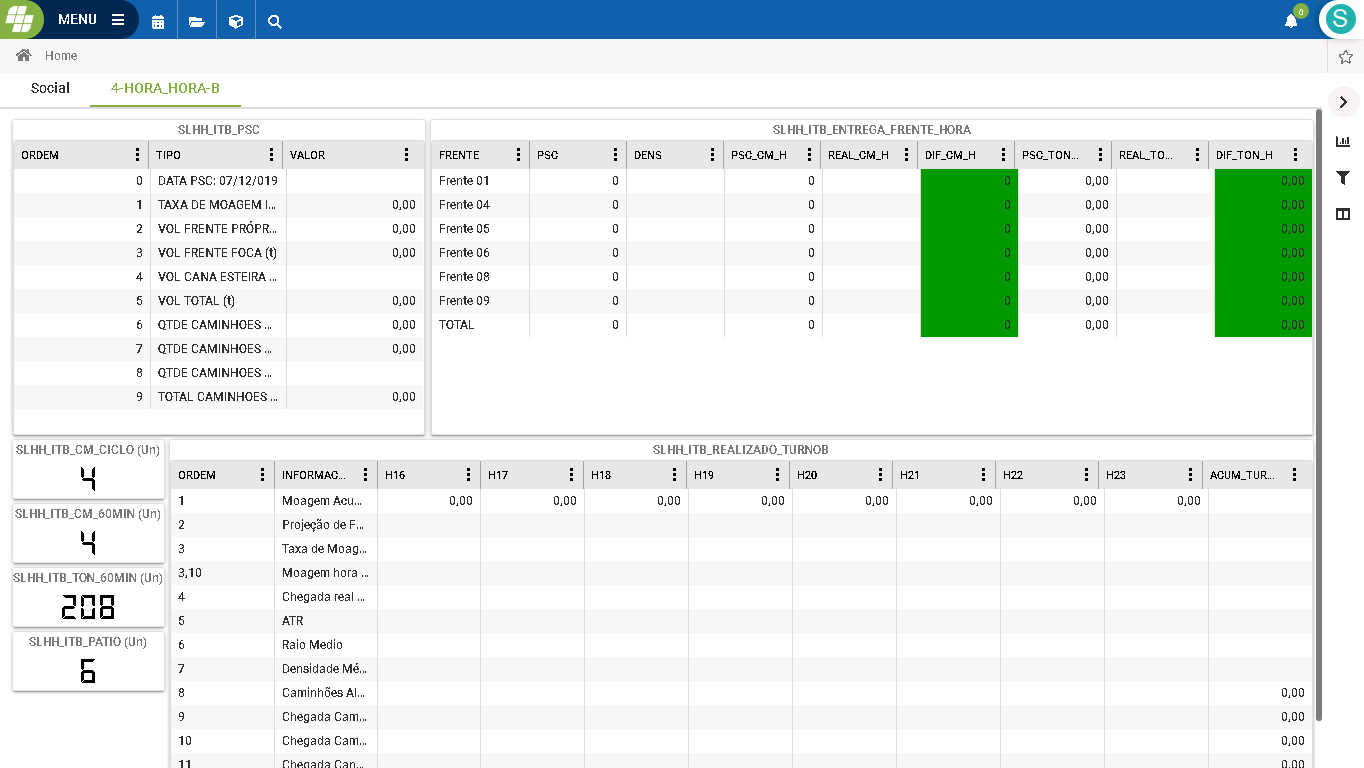 MENU
0
S
Home
Social
4-HORA_HORA-B
SLHH_ITB_PSC
ORDEM TIPO VALOR
0 DATA PSC: 07/12/019
1 TAXA DE MOAGEM I... 0,00
2 VOL FRENTE PRÓPR... 0,00
3 VOL FRENTE FOCA (t) 0,00
4 VOL CANA ESTEIRA ...
5 VOL TOTAL (t) 0,00
6 QTDE CAMINHOES ... 0,00
7 QTDE CAMINHOES ... 0,00
8 QTDE CAMINHOES ...
9 TOTAL CAMINHOES ... 0,00
SLHH_ITB_ENTREGA_FRENTE_HORA
FRENTE PSC DENS PSC_CM_H REAL_CM_H DIF_CM_H PSC_TON... REAL_TO... DIF_TON_H
Frente 01 0 0 0 0,00 0,00
Frente 04 0 0 0 0,00 0,00
Frente 05 0 0 0 0,00 0,00
Frente 06 0 0 0 0,00 0,00
Frente 08 0 0 0 0,00 0,00
Frente 09 0 0 0 0,00 0,00
TOTAL 0 0 0 0,00 0,00
SLHH_ITB_CM_CICLO (Un)
4
SLHH_ITB_CM_60MIN (Un)
4
SLHH_ITB_TON_60MIN (Un)
208
SLHH_ITB_PATIO (Un)
6
SLHH_ITB_REALIZADO_TURNOB
ORDEM INFORMAC... H16 H17 H18 H19 H20 H21 H22 H23 ACUM_TUR...
1 Moagem Acu... 0,00 0,00 0,00 0,00 0,00 0,00 0,00 0,00
2 Projeção de F...
3 Taxa de Moag...
3,10 Moagem hora ...
4 Chegada real ...
5 ATR
6 Raio Medio
7 Densidade Mé...
8 Caminhões Al... 0,00
9 Chegada Cam... 0,00
10 Chegada Cam... 0,00
11 Chegada Can... 0,00